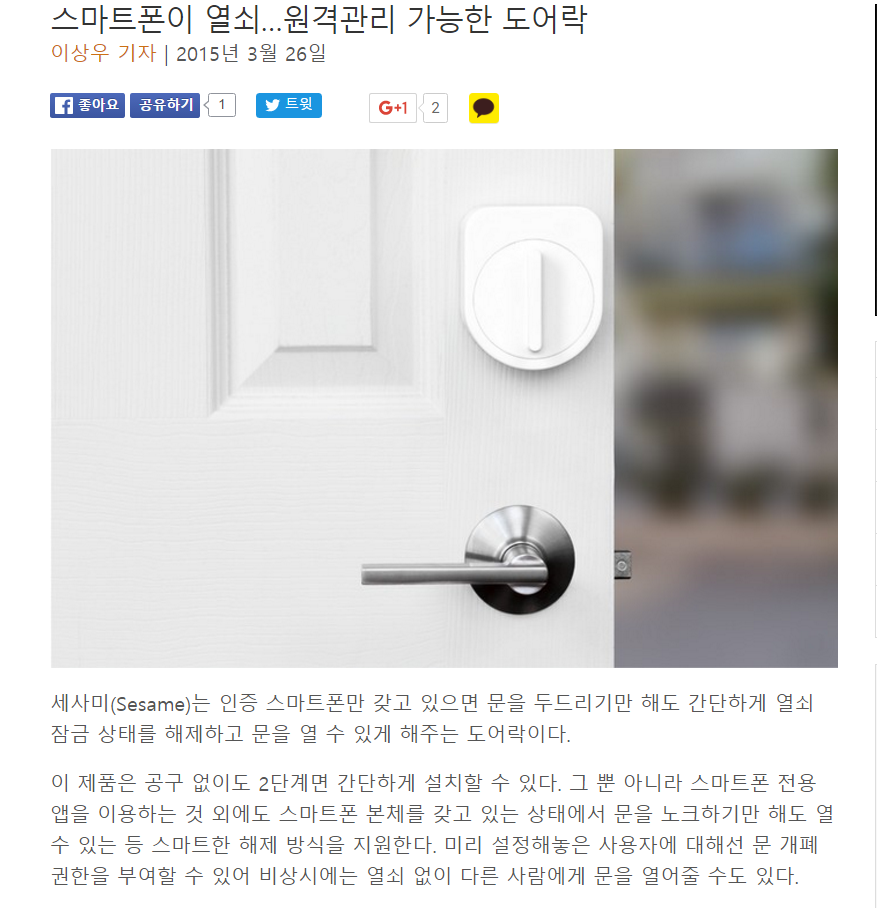 스마트폰이 열쇠…원격관리 가능한 도어락
이상우 기자 | 2015년 3월 26일
좋아요 공유하기 1 트윗 G+1 2
세사미(Sesame)는 인증 스마트폰만 갖고 있으면 문을 두드리기만 해도 간단하게 열쇠
잠금 상태를 해제하고 문을 열 수 있게 해주는 도어락이다.
이 제품은 공구 없이도 2단계면 간단하게 설치할 수 있다. 그 뿐 아니라 스마트폰 전용
앱을 이용하는 것 외에도 스마트폰 본체를 갖고 있는 상태에서 문을 노크하기만 해도 열
수 있는 등 스마트한 해제 방식을 지원한다. 미리 설정해놓은 사용자에 대해선 문 개폐
권한을 부여할 수 있어 비상시에는 열쇠 없이 다른 사람에게 문을 열어줄 수도 있다.